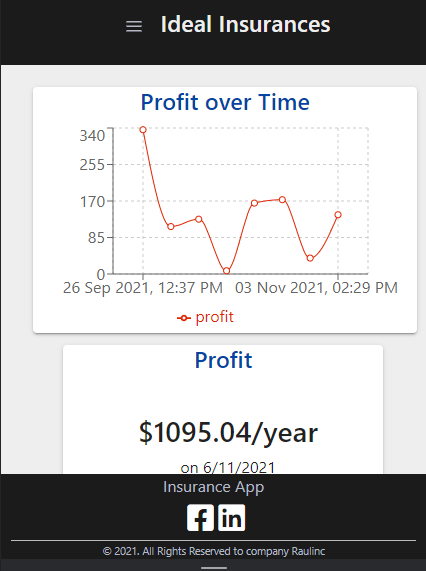 Ideal Insurances
Profit over Time
340
255
170
85
0
26 Sep 2021, 12:37 PM 03 Nov 2021, 02:29 PM
profit
Profit
$1095.04/year
on 6/11/2021
Insurance App
© 2021. All Rights Reserved to company Raulinc